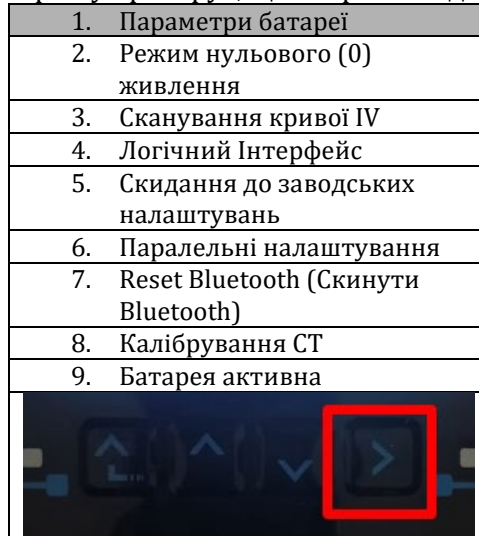 1. Параметри батареї
2. Режим нульового (0)
живлення
3. Сканування кривої IV
4. Логічний Інтерфейс
5. Скидання до заводських
налаштувань
6. Паралельні налаштування
7. Reset Bluetooth (Скинути
Bluetooth)
8. Калібрування СТ
9. Батарея активна